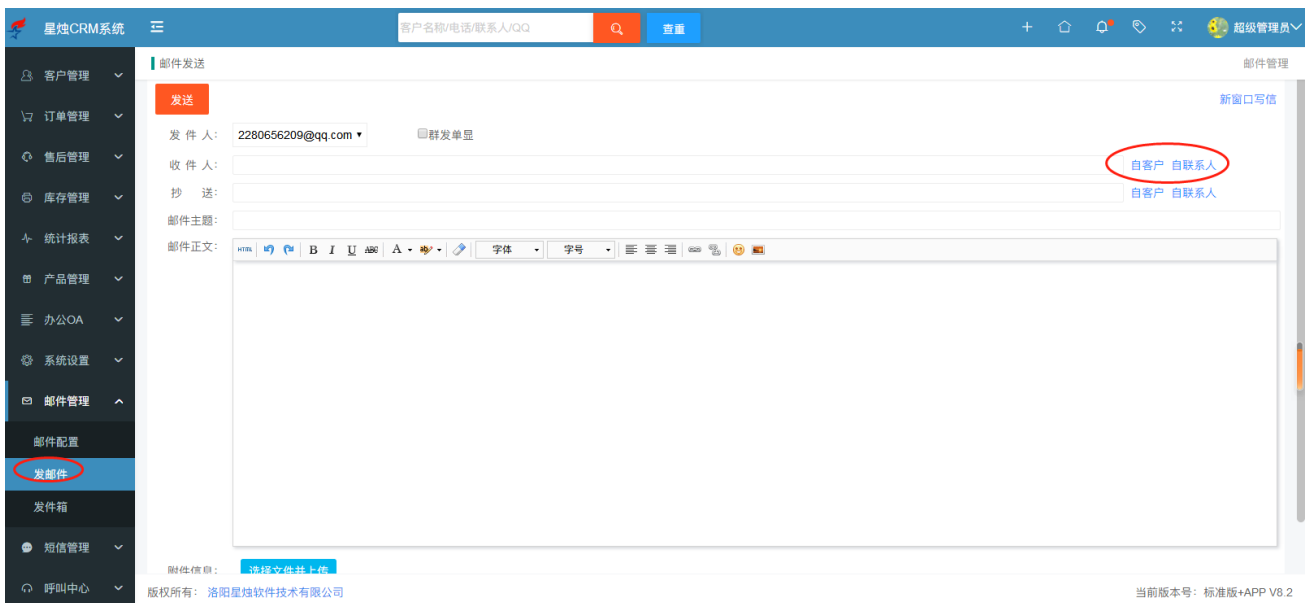 星烛CRM系统 客户名称/电话/联系人/QQ 查重 超级管理员
客户管理
订单管理
售后管理
库存管理
统计报表
产品管理
办公OA
系统设置
邮件管理
邮件配置
发邮件
发件箱
短信管理
呼叫中心
邮件发送 邮件管理
发送 新窗口写信
发 件 人: 2280656209@qq.com 群发单显
收 件 人: 自客户 自联系人
抄 送: 自客户 自联系人
邮件主题:
邮件正文: HTML B I U ABC A ab 字体 字号
附件信息: 选择文件并上传
版权所有: 洛阳星烛软件技术有限公司 当前版本号: 标准版+APP V8.2